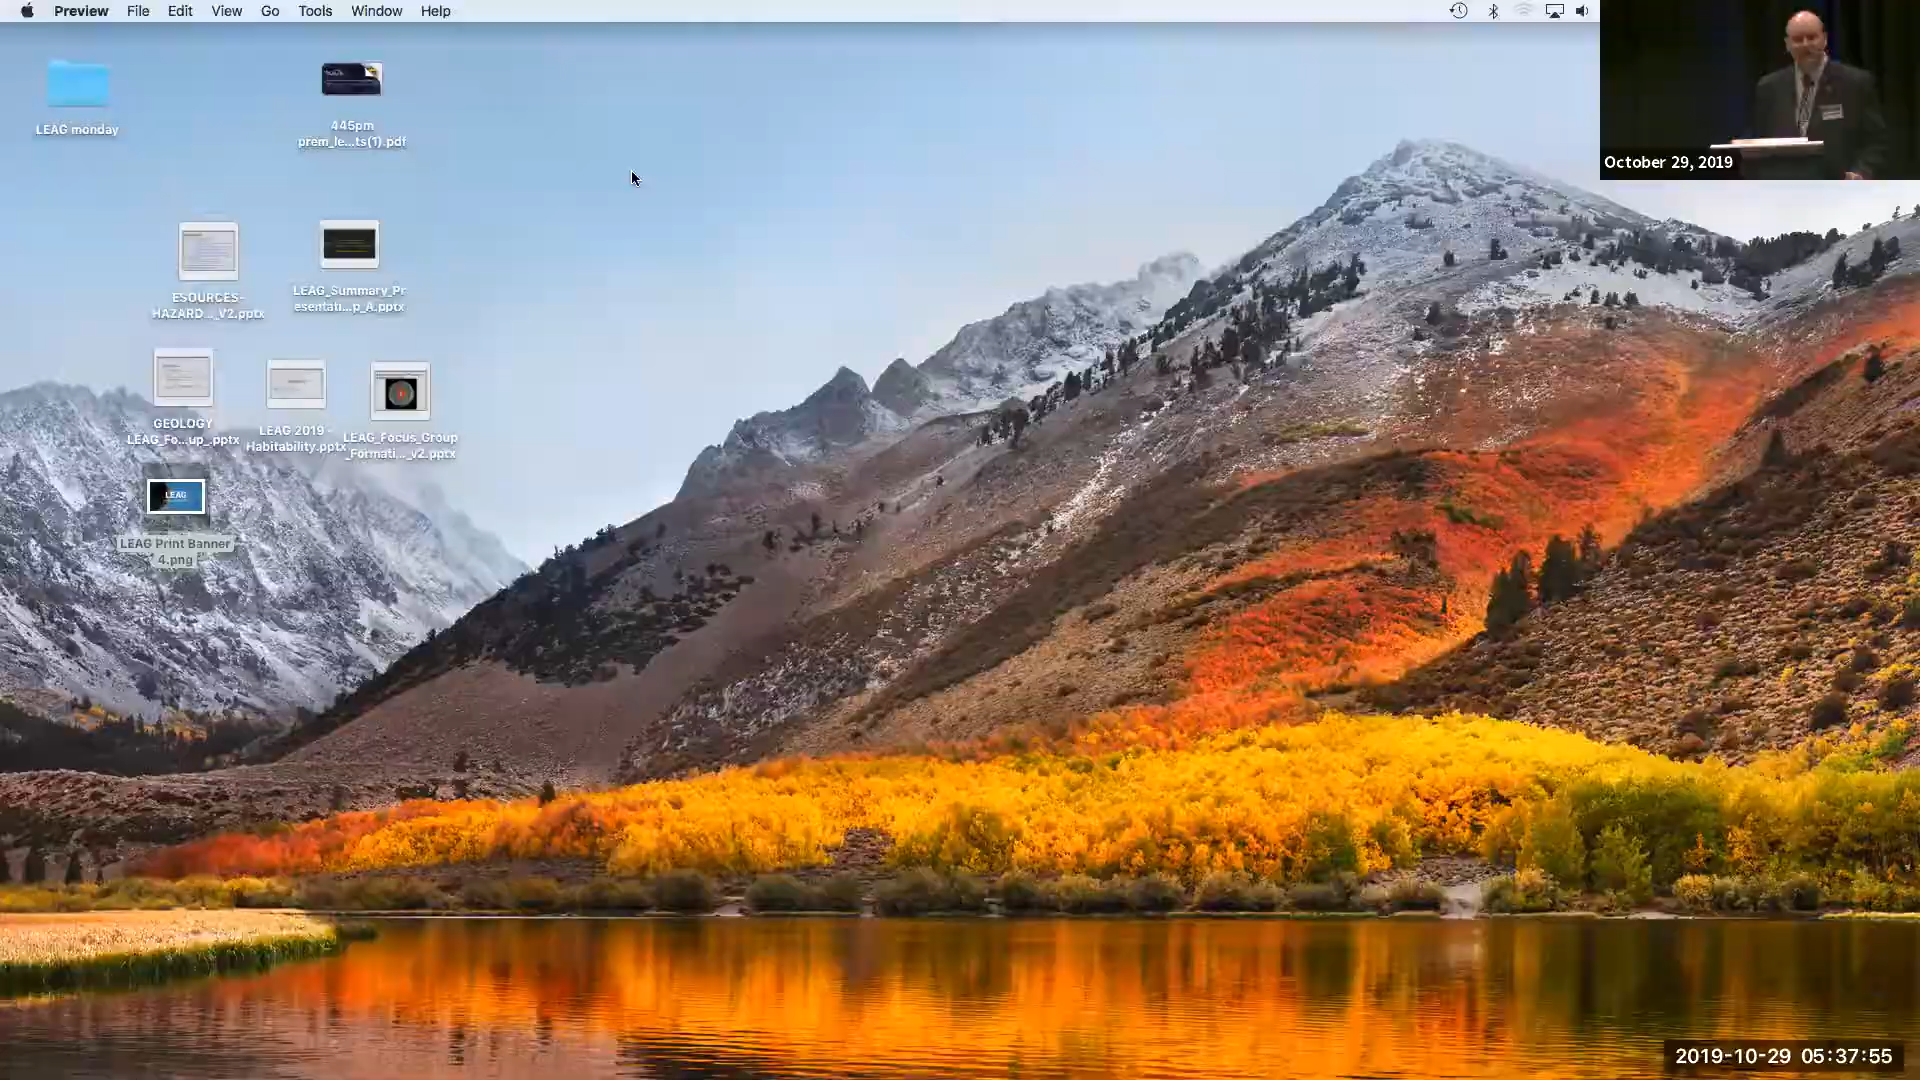 Preview File Edit View Go Tools Window Help
LEAG monday
445pm
prem_le...ts(1).pdf
October 29, 2019
ESOURCES-
HAZARD..._V2.pptx
LEAG_Summary_Pr
esentati...p_A.pptx
GEOLOGY
LEAG_Fo...up_.pptx
LEAG 2019 -
Habitability.pptx
LEAG_Focus_Group
_Formati..._v2.pptx
LEAG
LEAG Print Banner
4.png
2019-10-29 05:37:55